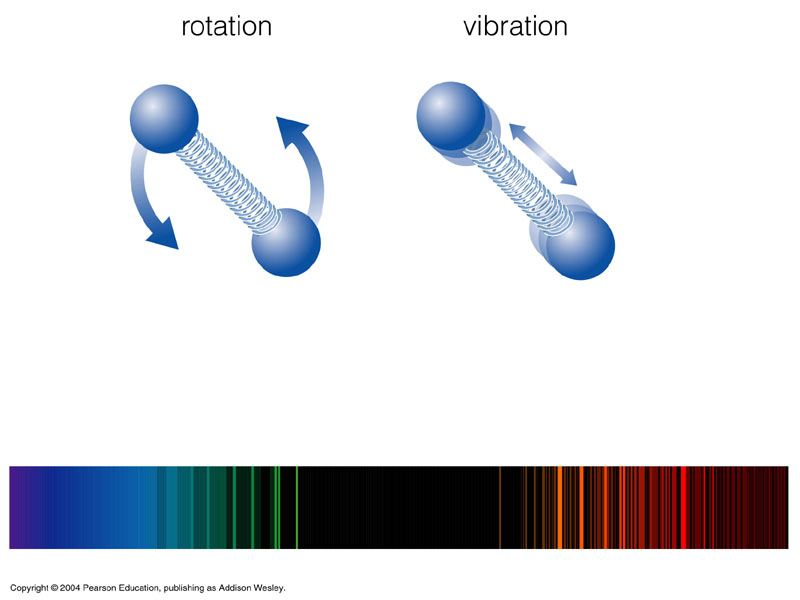 rotation
vibration
Copyright © 2004 Pearson Education, publishing as Addison Wesley.